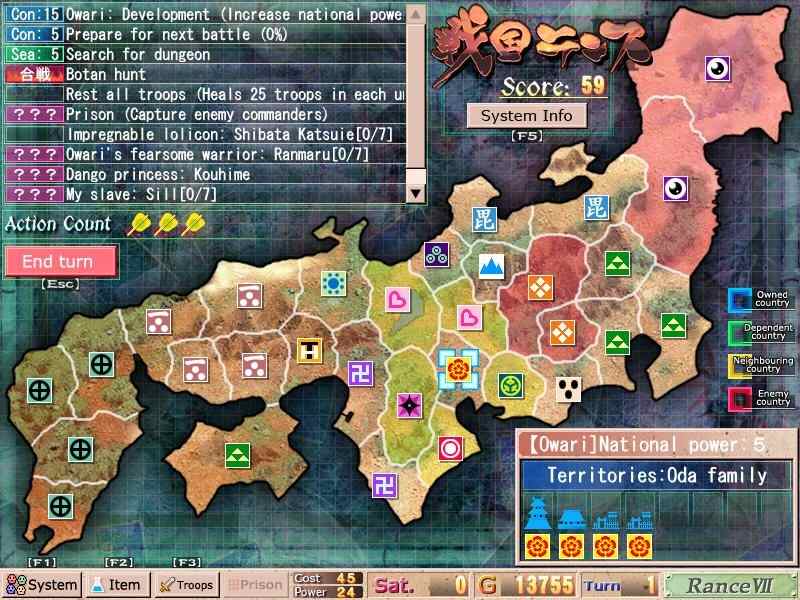 Con:15 Owari: Development (Increase national powe
Con: 5 Prepare for next battle (0%)
Sea: 5 Search for dungeon
合戦 Botan hunt
Rest all troops (Heals 25 troops in each u
??? Prison (Capture enemy commanders)
Impregnable lolicon: Shibata Katsuie[0/7]
??? Owari's fearsome warrior: Ranmaru[0/7]
??? Dango princess: Kouhime
??? My slave: Sill[0/7]
戦国ランス
Score: 59
System Info
[F5]
Action Count
End turn
[Esc]
毘
毘
卍
卍
Owned country
Dependent country
Neighbouring country
Enemy country
【Owari】National power: 5
Territories:Oda family
[F1] [F2] [F3]
System Item Troops Prison Cost 45 Power 24 Sat. 0 G 13755 Turn 1 Rance Ⅶ